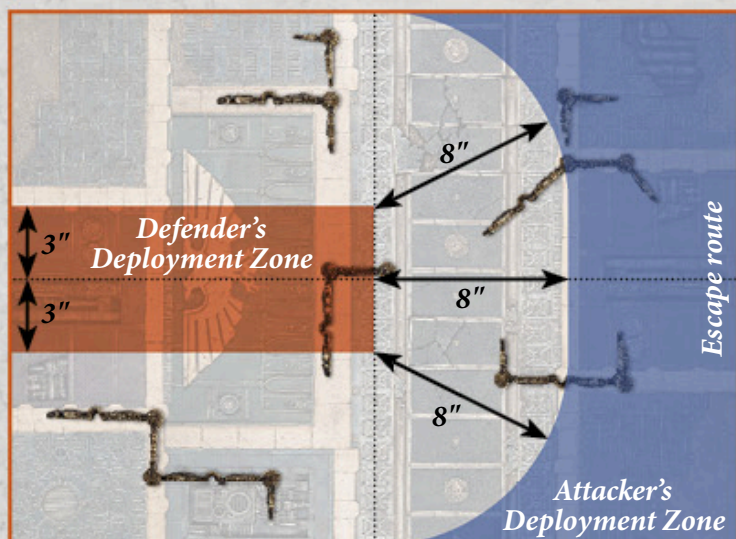 8"
3"
Defender's
Deployment Zone
3"
8"
Escape route
8"
Attacker's
Deployment Zone